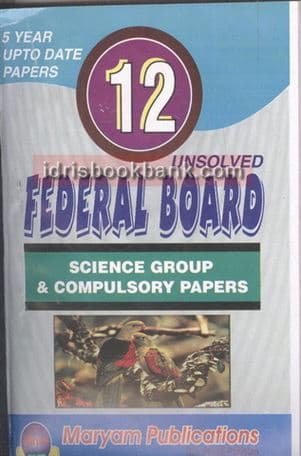 5 YEAR
UPTO DATE
PAPERS
12
UNSOLVED
idrisbookbank.com
FEDERAL BOARD
SCIENCE GROUP
& COMPULSORY PAPERS
Maryam Publications